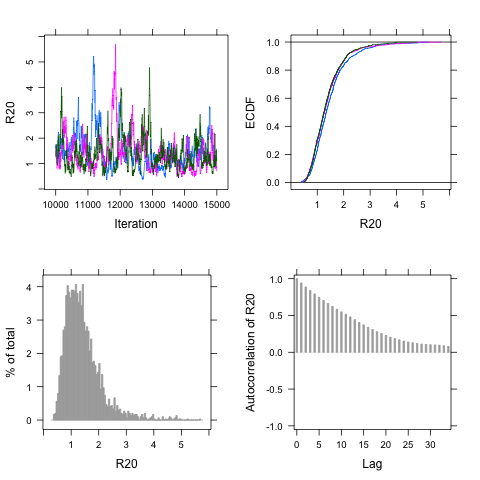 R20
5
4
3
2
1
10000 11000 12000 13000 14000 15000
Iteration
ECDF
1.0
0.8
0.6
0.4
0.2
0.0
1 2 3 4 5
R20
% of total
4
3
2
1
0
1 2 3 4 5
R20
Autocorrelation of R20
1.0
0.5
0.0
-0.5
-1.0
0 5 10 15 20 25 30
Lag